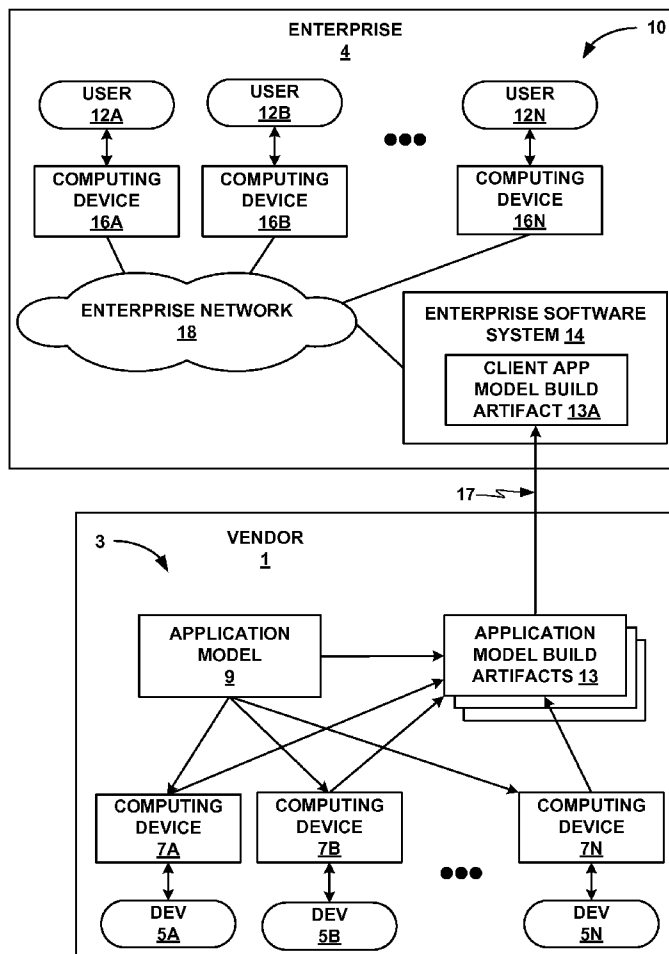 ENTERPRISE
4
10
USER
12A
USER
12B
USER
12N
COMPUTING
DEVICE
16A
COMPUTING
DEVICE
16B
COMPUTING
DEVICE
16N
ENTERPRISE NETWORK
18
ENTERPRISE SOFTWARE
SYSTEM 14
CLIENT APP
MODEL BUILD
ARTIFACT 13A
17
3
VENDOR
1
APPLICATION
MODEL
9
APPLICATION
MODEL BUILD
ARTIFACTS 13
COMPUTING
DEVICE
7A
COMPUTING
DEVICE
7B
COMPUTING
DEVICE
7N
DEV
5A
DEV
5B
DEV
5N